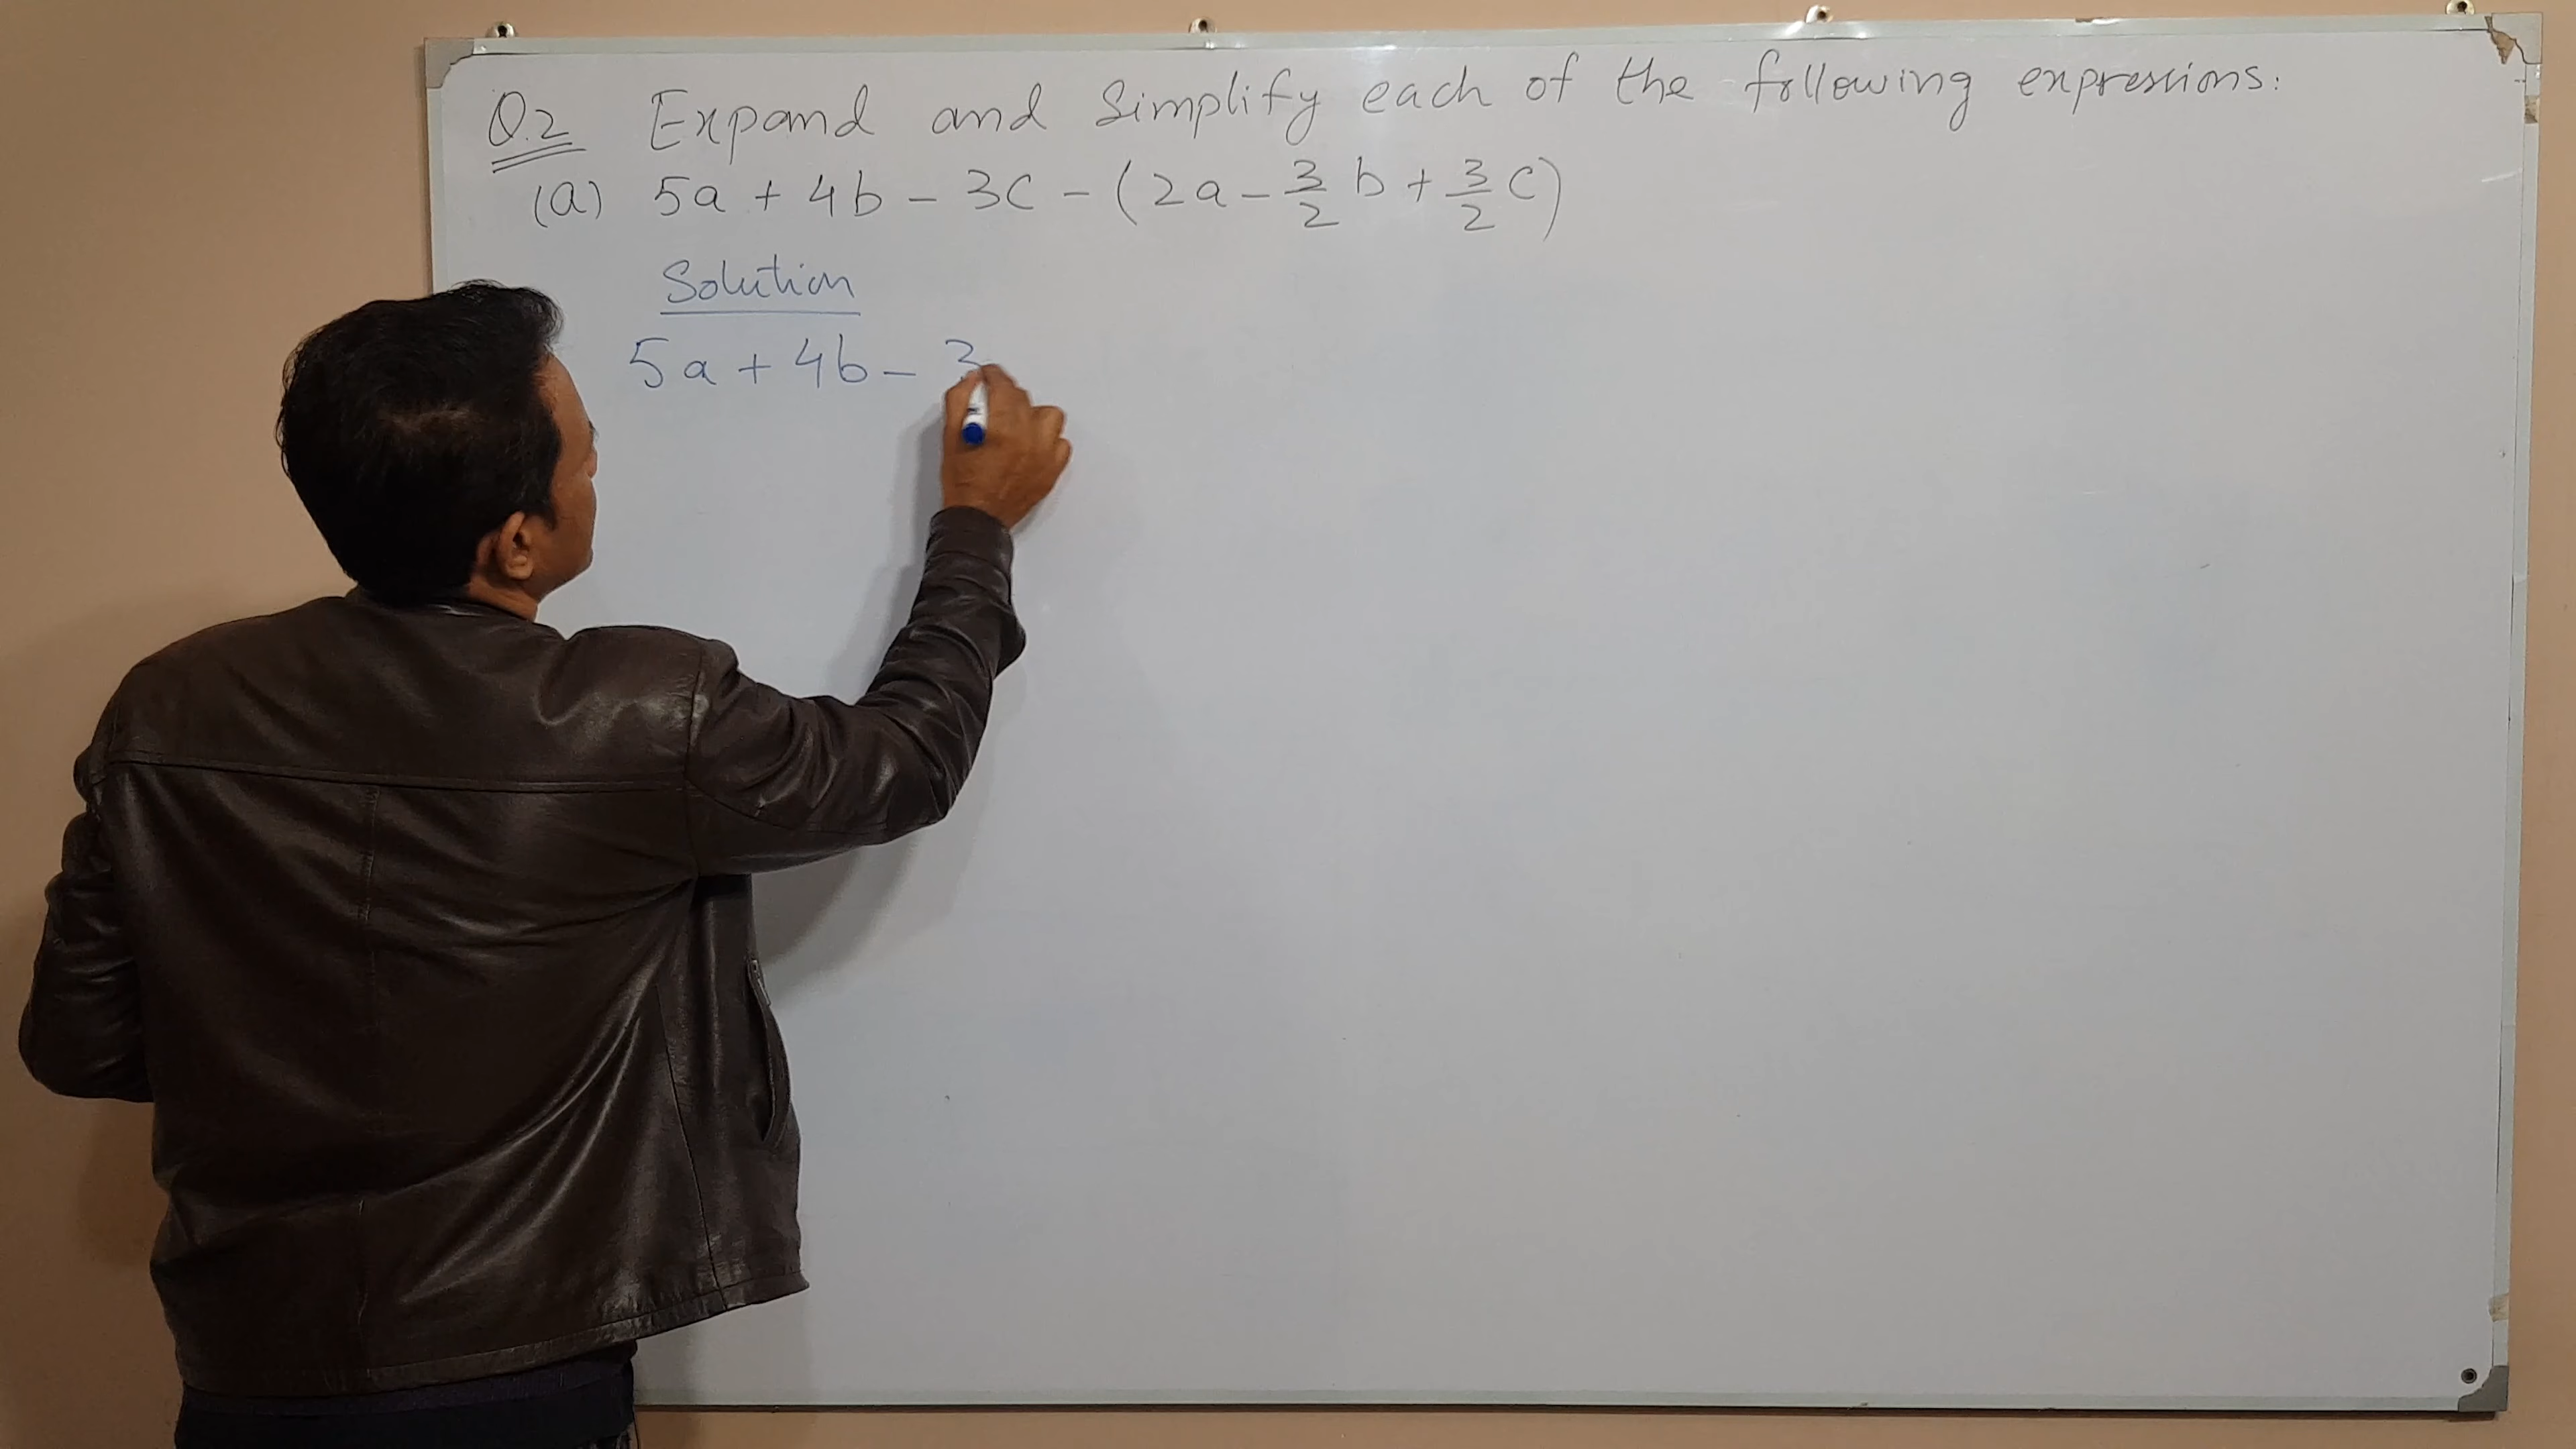 Q.2 Expand and Simplify each of the following expressions:
(a) 5a + 4b - 3c - (2a - 3/2 b + 3/2 c)
Solution
5a + 4b - 3